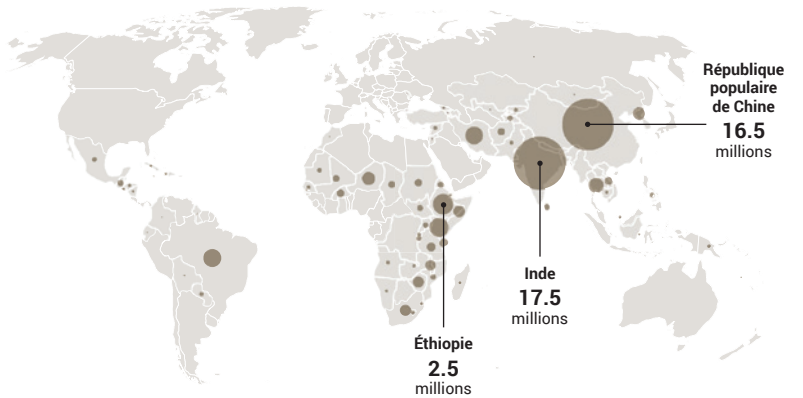 République
populaire
de Chine
16.5
millions
Inde
17.5
millions
Éthiopie
2.5
millions